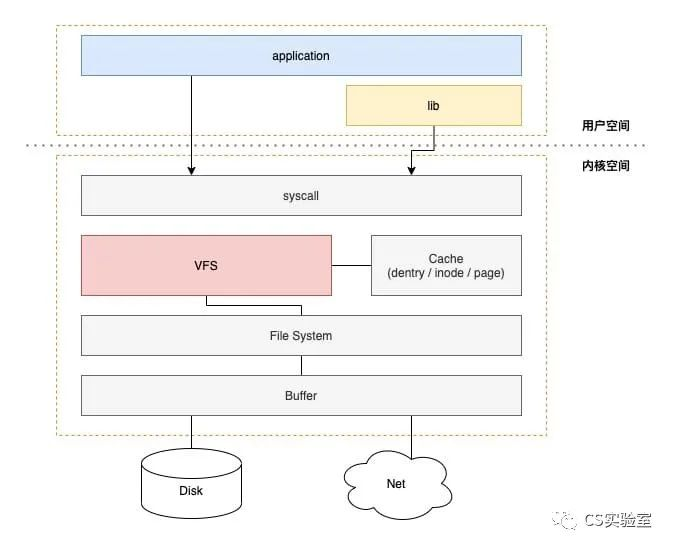 application
lib
用户空间
内核空间
syscall
VFS
Cache
(dentry / inode / page)
File System
Buffer
Disk
Net
CS实验室